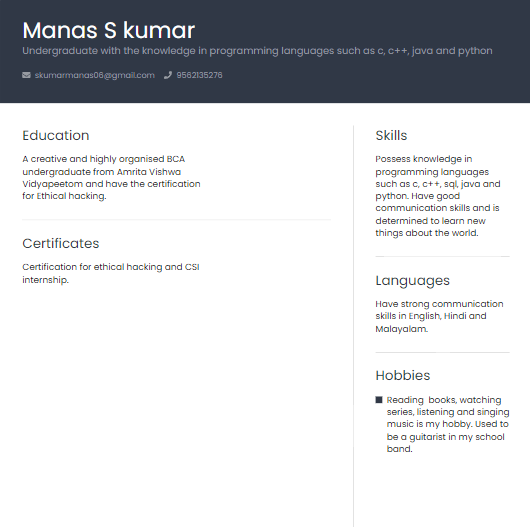 Manas S kumar
Undergraduate with the knowledge in programming languages such as c, c++, java and python
skumarmanas06@gmail.com 9562135276
Education
A creative and highly organised BCA
undergraduate from Amrita Vishwa
Vidyapeetom and have the certification
for Ethical hacking.
Certificates
Certification for ethical hacking and CSI
internship.
Skills
Possess knowledge in
programming languages
such as c, c++, sql, java and
python. Have good
communication skills and is
determined to learn new
things about the world.
Languages
Have strong communication
skills in English, Hindi and
Malayalam.
Hobbies
Reading books, watching
series, listening and singing
music is my hobby. Used to
be a guitarist in my school
band.